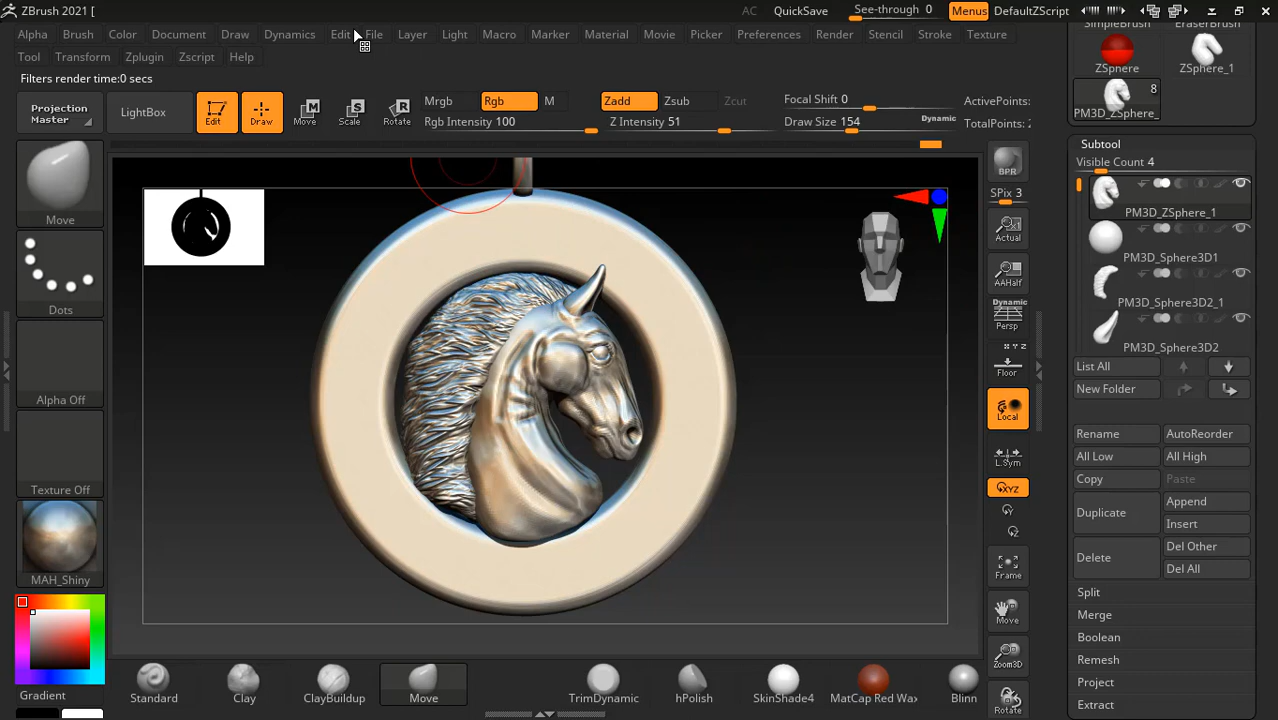 ZBrush 2021 [ AC QuickSave See-through 0 Menus DefaultZScript
Alpha Brush Color Document Draw Dynamics Edit File Layer Light Macro Marker Material Movie Picker Preferences Render Stencil Stroke Texture
Tool Transform Zplugin Zscript Help
Filters render time:0 secs
Projection
Master
LightBox
Edit
Draw
Move
Scale
Rotate
Mrgb Rgb M
Rgb Intensity 100
Zadd Zsub Zcut
Z Intensity 51
Focal Shift 0
Draw Size 154
Dynamic
ActivePoints:
TotalPoints: 2
Move
Dots
Alpha Off
Texture Off
MAH_Shiny
Gradient
BPR
SPix 3
Actual
AAHalf
Dynamic
Persp
X Y Z
Floor
Local
L.Sym
XYZ
Y
Z
Frame
Move
Zoom3D
Rotate
SimpleBrush EraserBrush
ZSphere
ZSphere_1
8
PM3D_ZSphere_
Subtool
Visible Count 4
PM3D_ZSphere_1
PM3D_Sphere3D1
PM3D_Sphere3D2_1
PM3D_Sphere3D2
List All
New Folder
Rename AutoReorder
All Low All High
Copy Paste
Duplicate
Append
Insert
Delete
Del Other
Del All
Split
Merge
Boolean
Remesh
Project
Extract
Standard
Clay
ClayBuildup
Move
TrimDynamic
hPolish
SkinShade4
MatCap Red Wax
Blinn